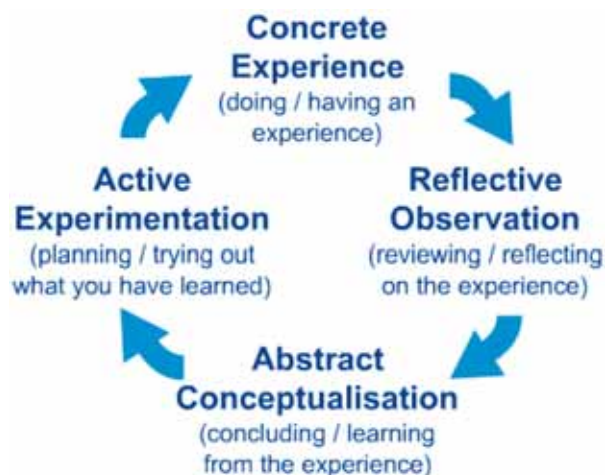 Concrete
Experience
(doing / having an
experience)
Reflective
Observation
(reviewing / reflecting
on the experience)
Abstract
Conceptualisation
(concluding / learning
from the experience)
Active
Experimentation
(planning / trying out
what you have learned)